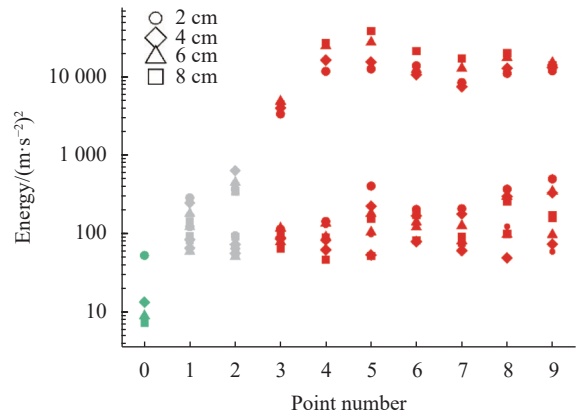 2 cm
4 cm
6 cm
8 cm
10 000
1 000
100
10
Energy/(m·s⁻²)²
0 1 2 3 4 5 6 7 8 9
Point number